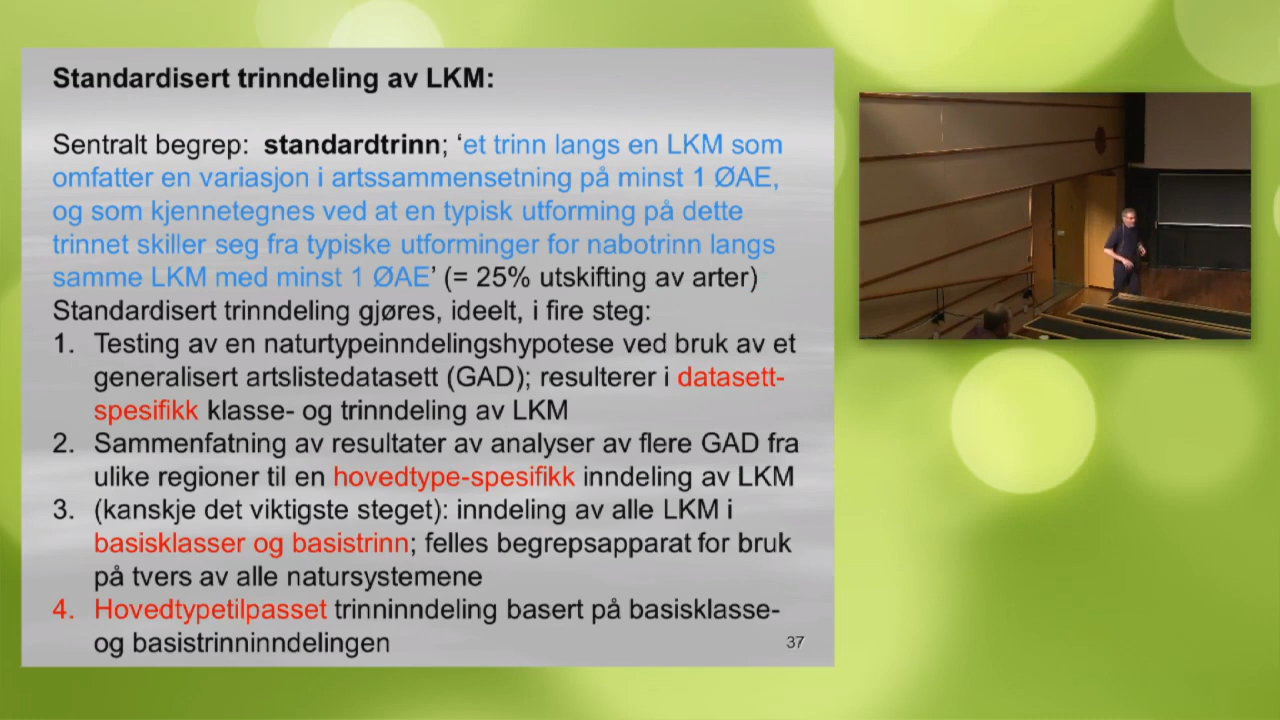 Standardisert trinndeling av LKM:
Sentralt begrep:  standardtrinn; ‘et trinn langs en LKM som
omfatter en variasjon i artssammensetning på minst 1 ØAE,
og som kjennetegnes ved at en typisk utforming på dette
trinnet skiller seg fra typiske utforminger for nabotrinn langs
samme LKM med minst 1 ØAE’ (= 25% utskifting av arter)
Standardisert trinndeling gjøres, ideelt, i fire steg:
1. Testing av en naturtypeinndelingshypotese ved bruk av et
generalisert artslistedatasett (GAD); resulterer i datasett-
spesifikk klasse- og trinndeling av LKM
2. Sammenfatning av resultater av analyser av flere GAD fra
ulike regioner til en hovedtype-spesifikk inndeling av LKM
3. (kanskje det viktigste steget): inndeling av alle LKM i
basisklasser og basistrinn; felles begrepsapparat for bruk
på tvers av alle natursystemene
4. Hovedtypetilpasset trinninndeling basert på basisklasse-
og basistrinninndelingen
37